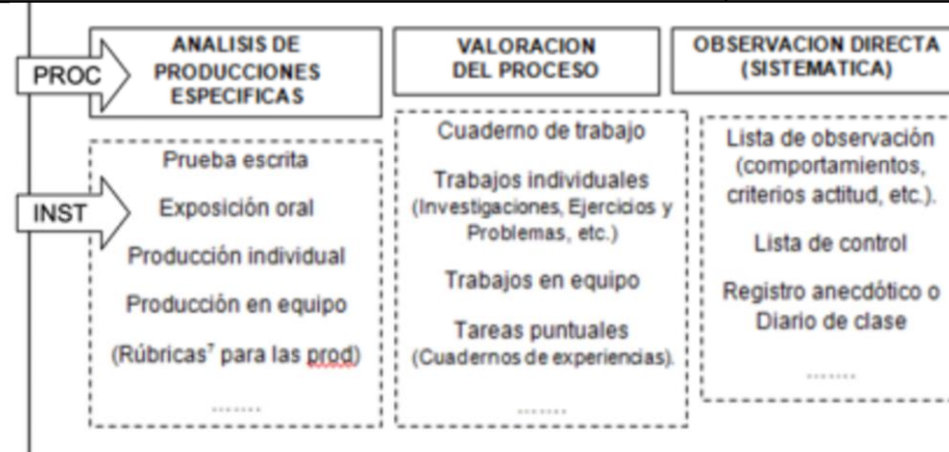 PROC
ANALISIS DE
PRODUCCIONES
ESPECIFICAS
VALORACION
DEL PROCESO
OBSERVACION DIRECTA
(SISTEMATICA)
INST
Prueba escrita
Exposición oral
Producción individual
Producción en equipo
(Rúbricas⁷ para las prod)
.......
Cuaderno de trabajo
Trabajos individuales
(Investigaciones, Ejercicios y
Problemas, etc.)
Trabajos en equipo
Tareas puntuales
(Cuadernos de experiencias).
.......
Lista de observación
(comportamientos,
criterios actitud, etc.).
Lista de control
Registro anecdótico o
Diario de clase
.......